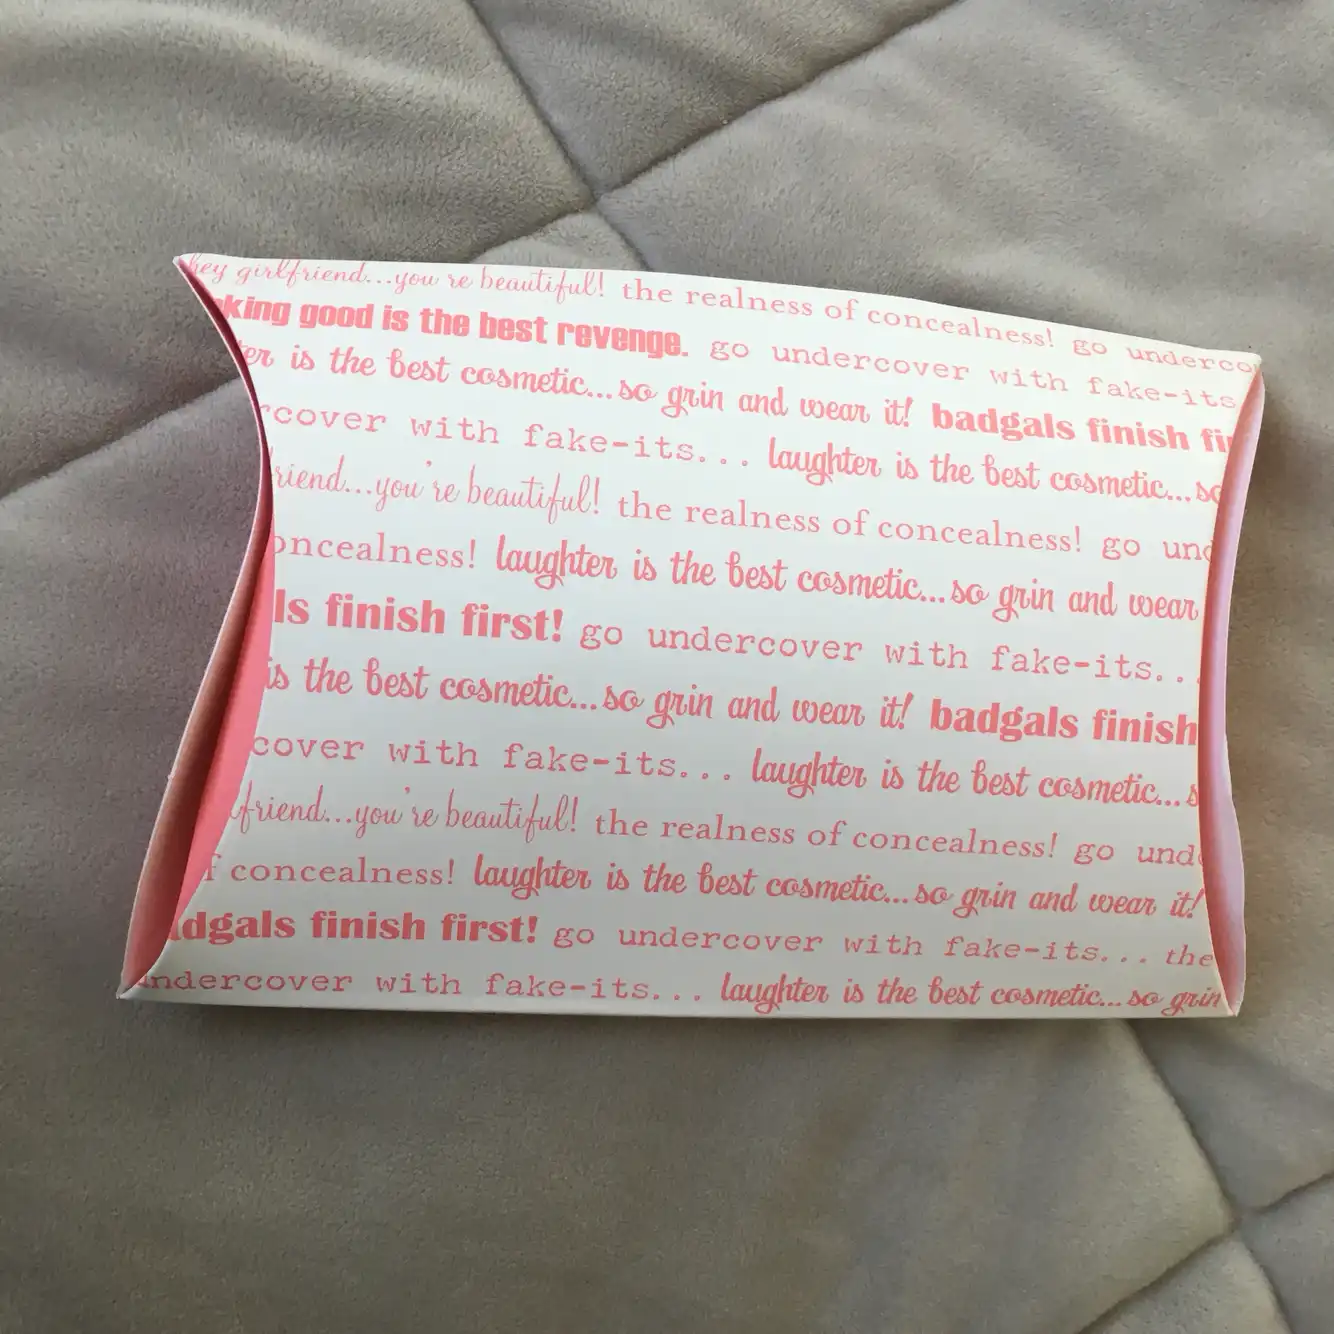 hey girlfriend...you're beautiful! the realness of concealness! go underco
king good is the best revenge. go undercover with fake-its
er is the best cosmetic...so grin and wear it! badgals finish fi
rcover with fake-its... laughter is the best cosmetic...so
riend...you're beautiful! the realness of concealness! go und
oncealness! laughter is the best cosmetic...so grin and wear
ls finish first! go undercover with fake-its...
is the best cosmetic...so grin and wear it! badgals finish
cover with fake-its... laughter is the best cosmetic...s
friend...you're beautiful! the realness of concealness! go und
f concealness! laughter is the best cosmetic...so grin and wear it!
adgals finish first! go undercover with fake-its... the
undercover with fake-its... laughter is the best cosmetic...so grin